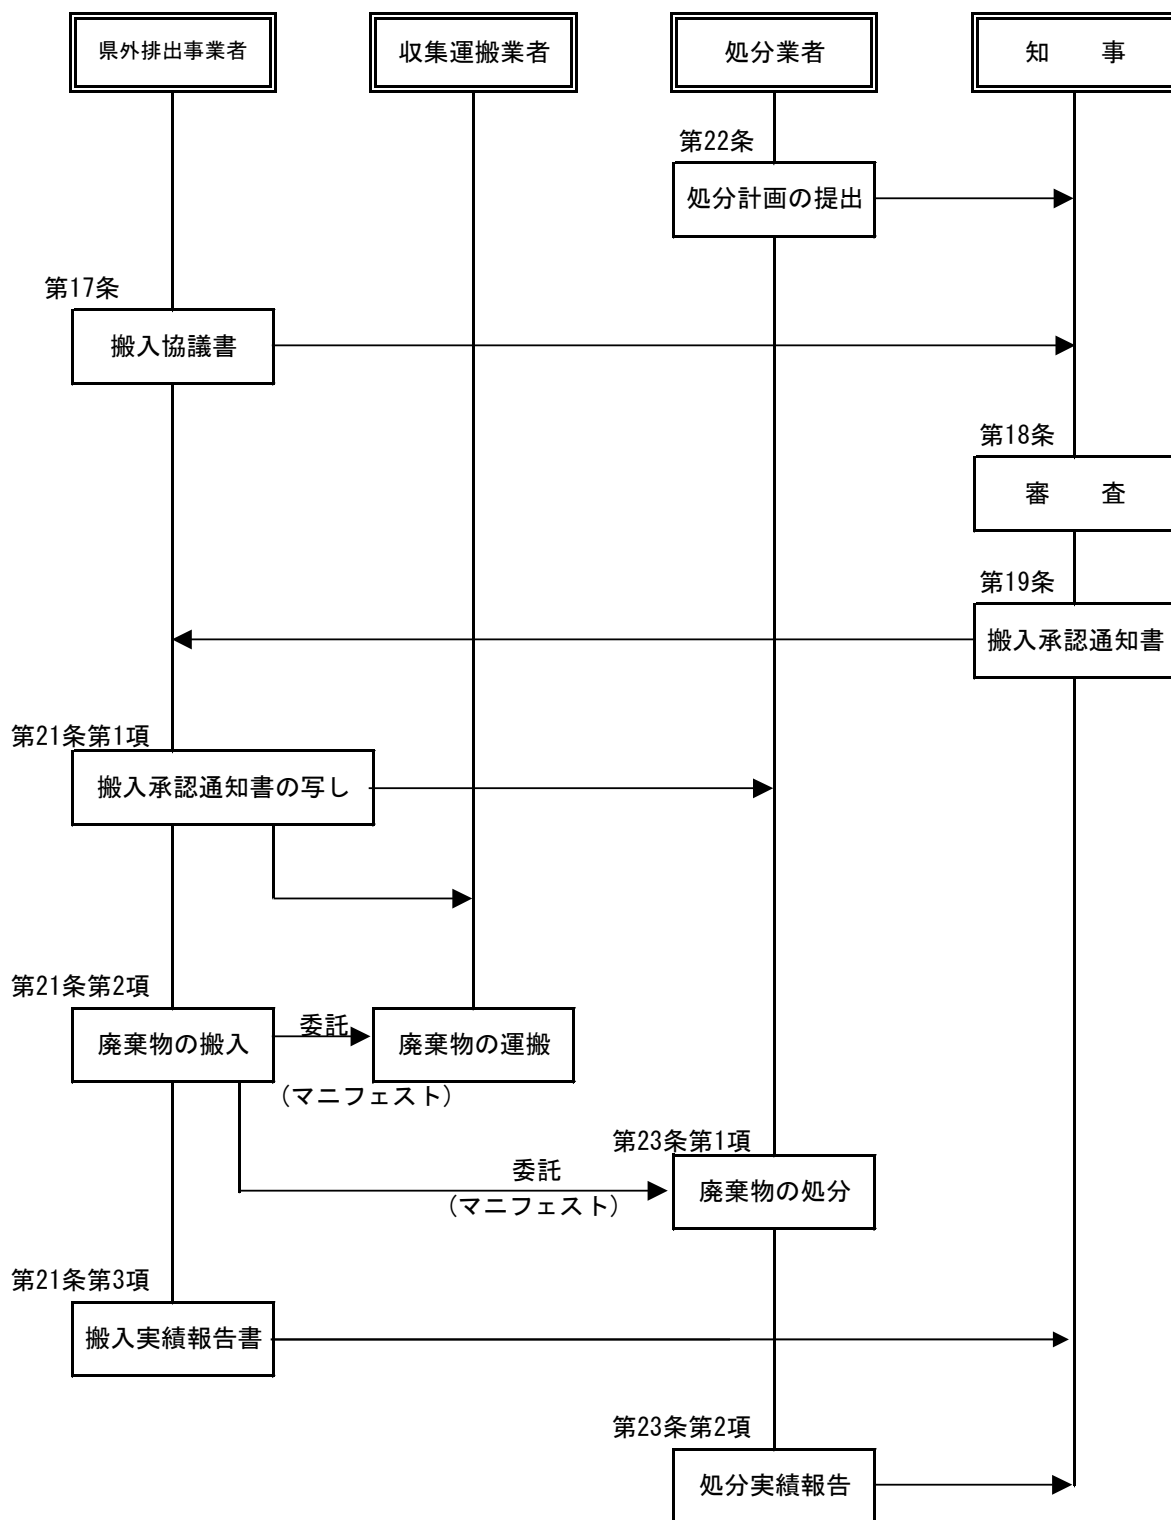 県外排出事業者
収集運搬業者
処分業者
知　　事
第22条
処分計画の提出
第17条
搬入協議書
第18条
審　　査
第19条
搬入承認通知書
第21条第1項
搬入承認通知書の写し
第21条第2項
廃棄物の搬入
委託
廃棄物の運搬
(マニフェスト)
第23条第1項
委託
廃棄物の処分
(マニフェスト)
第21条第3項
搬入実績報告書
第23条第2項
処分実績報告